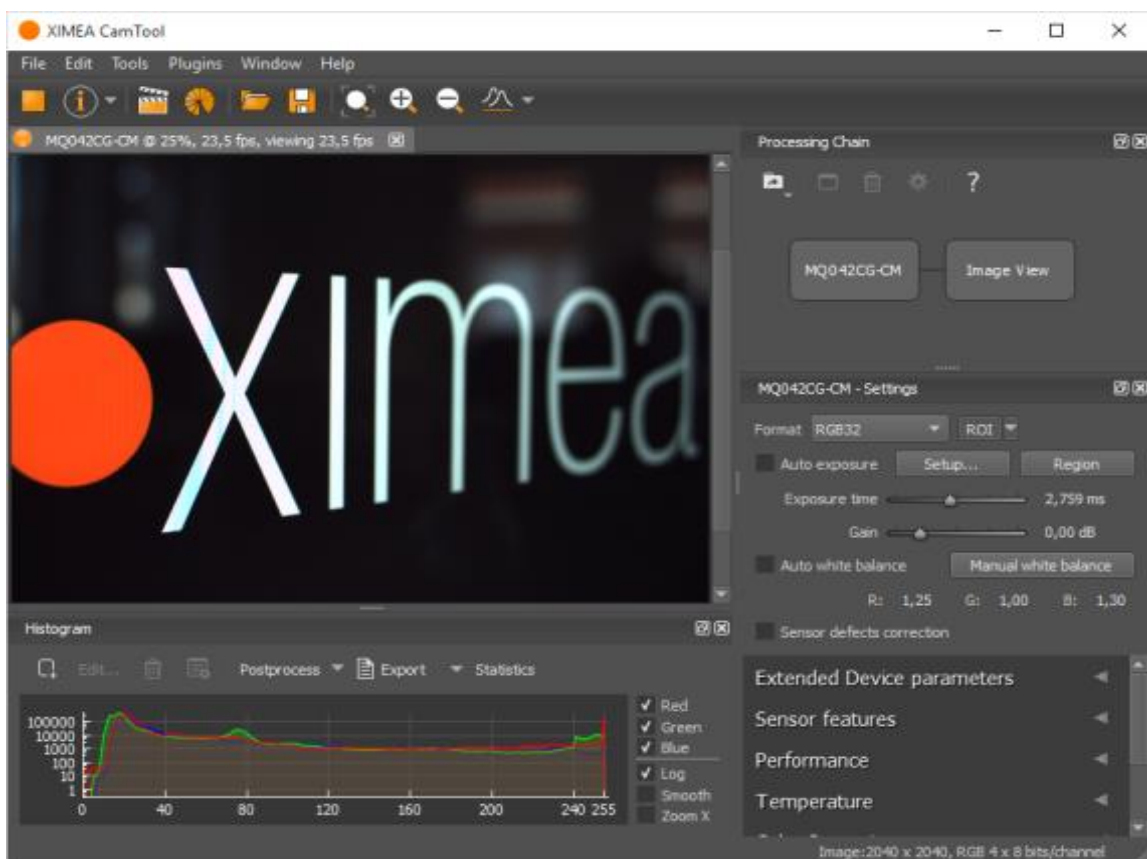 XIMEA CamTool
File Edit Tools Plugins Window Help
MQ042CG-CM @ 25%, 23,5 fps, viewing 23,5 fps
XImea
Processing Chain
?
MQ042CG-CM
Image View
MQ042CG-CM - Settings
Format RGB32 ROI
Auto exposure Setup... Region
Exposure time 2,759 ms
Gain 0,00 dB
Auto white balance Manual white balance
R: 1,25 G: 1,00 B: 1,30
Sensor defects correction
Extended Device parameters
Sensor features
Performance
Temperature
Histogram
Edit... Postprocess Export Statistics
100000
10000
1000
100
10
1
0 40 80 120 160 200 240 255
Red
Green
Blue
Log
Smooth
Zoom X
Image:2040 x 2040, RGB 4 x 8 bits/channel